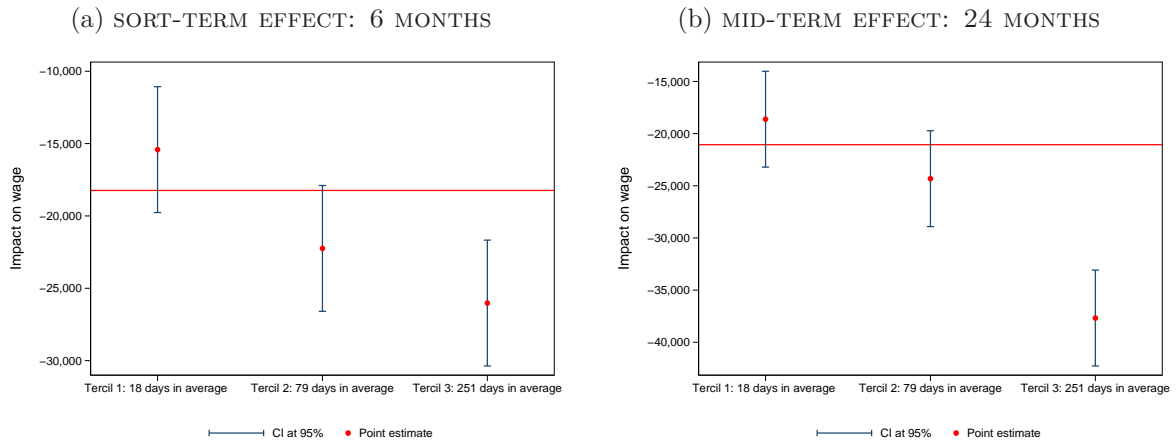 (a) SORT-TERM EFFECT: 6 MONTHS
−10,000
−15,000
−20,000
−25,000
−30,000
Impact on wage
Tercil 1: 18 days in average
Tercil 2: 79 days in average
Tercil 3: 251 days in average
CI at 95%
Point estimate
(b) MID-TERM EFFECT: 24 MONTHS
−15,000
−20,000
−25,000
−30,000
−35,000
−40,000
Impact on wage
Tercil 1: 18 days in average
Tercil 2: 79 days in average
Tercil 3: 251 days in average
CI at 95%
Point estimate